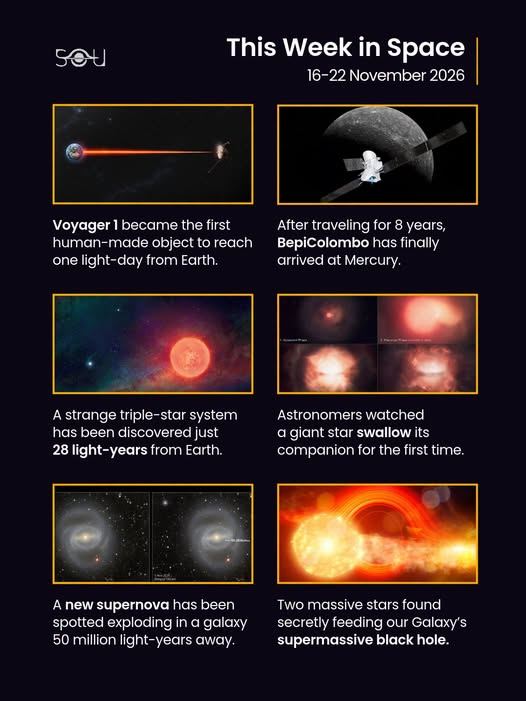 SOU
This Week in Space
16-22 November 2026
Voyager 1 became the first
human-made object to reach
one light-day from Earth.
After traveling for 8 years,
BepiColombo has finally
arrived at Mercury.
A strange triple-star system
has been discovered just
28 light-years from Earth.
Astronomers watched
a giant star swallow its
companion for the first time.
A new supernova has been
spotted exploding in a galaxy
50 million light-years away.
Two massive stars found
secretly feeding our Galaxy's
supermassive black hole.